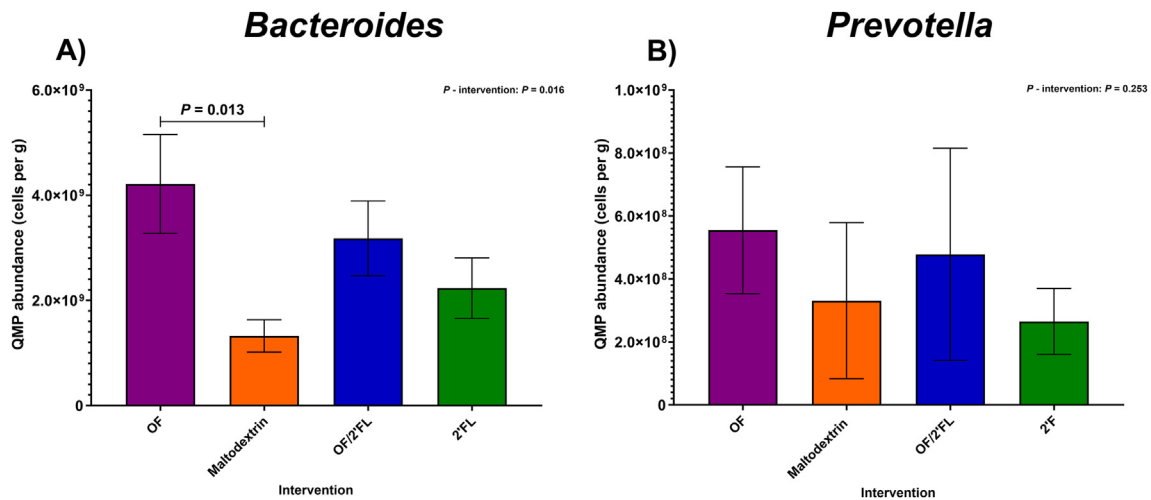 Bacteroides
A)
P - intervention: P = 0.016
P = 0.013
QMP abundance (cells per g)
6.0×10⁹
4.0×10⁹
2.0×10⁹
0
OF
Maltodextrin
OF/2'FL
2'FL
Intervention
Prevotella
B)
P - intervention: P = 0.253
QMP abundance (cells per g)
1.0×10⁹
8.0×10⁸
6.0×10⁸
4.0×10⁸
2.0×10⁸
0
OF
Maltodextrin
OF/2'FL
2'F
Intervention